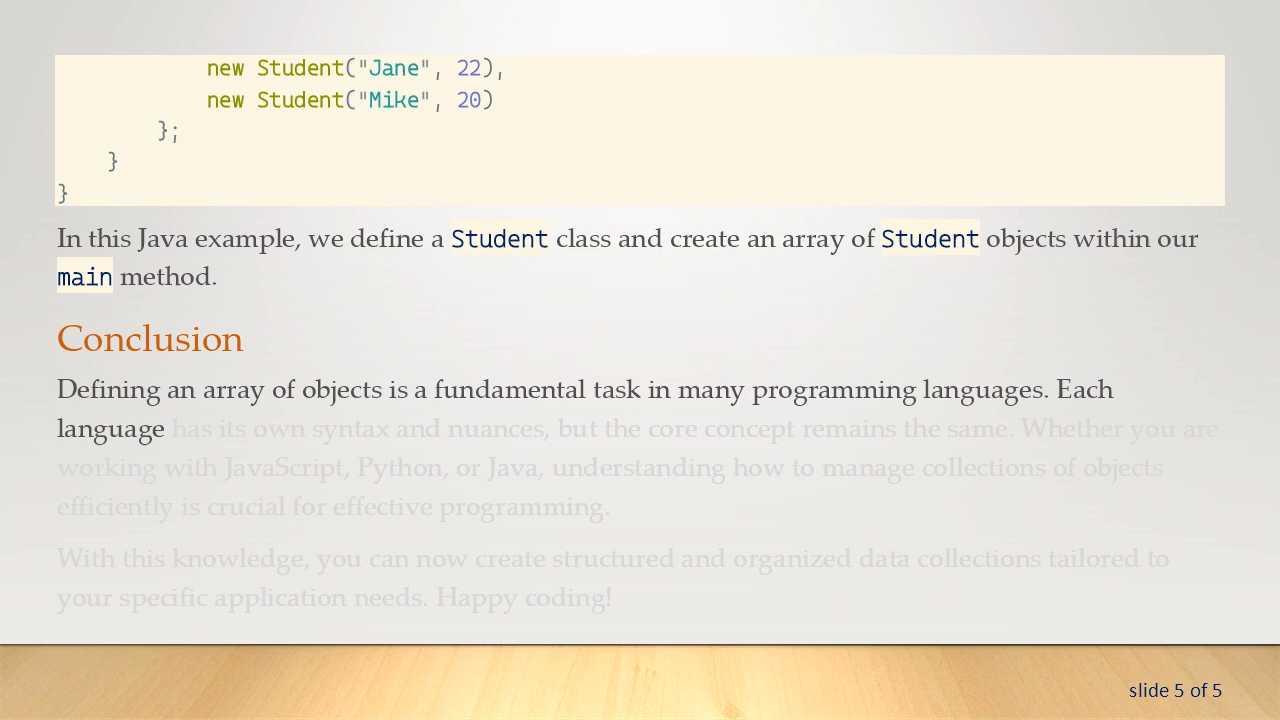 new Student("Jane", 22),
new Student("Mike", 20)
};
}
}
In this Java example, we define a Student class and create an array of Student objects within our
main method.
Conclusion
Defining an array of objects is a fundamental task in many programming languages. Each
language has its own syntax and nuances, but the core concept remains the same. Whether you are
working with JavaScript, Python, or Java, understanding how to manage collections of objects
efficiently is crucial for effective programming.
With this knowledge, you can now create structured and organized data collections tailored to
your specific application needs. Happy coding!
slide 5 of 5